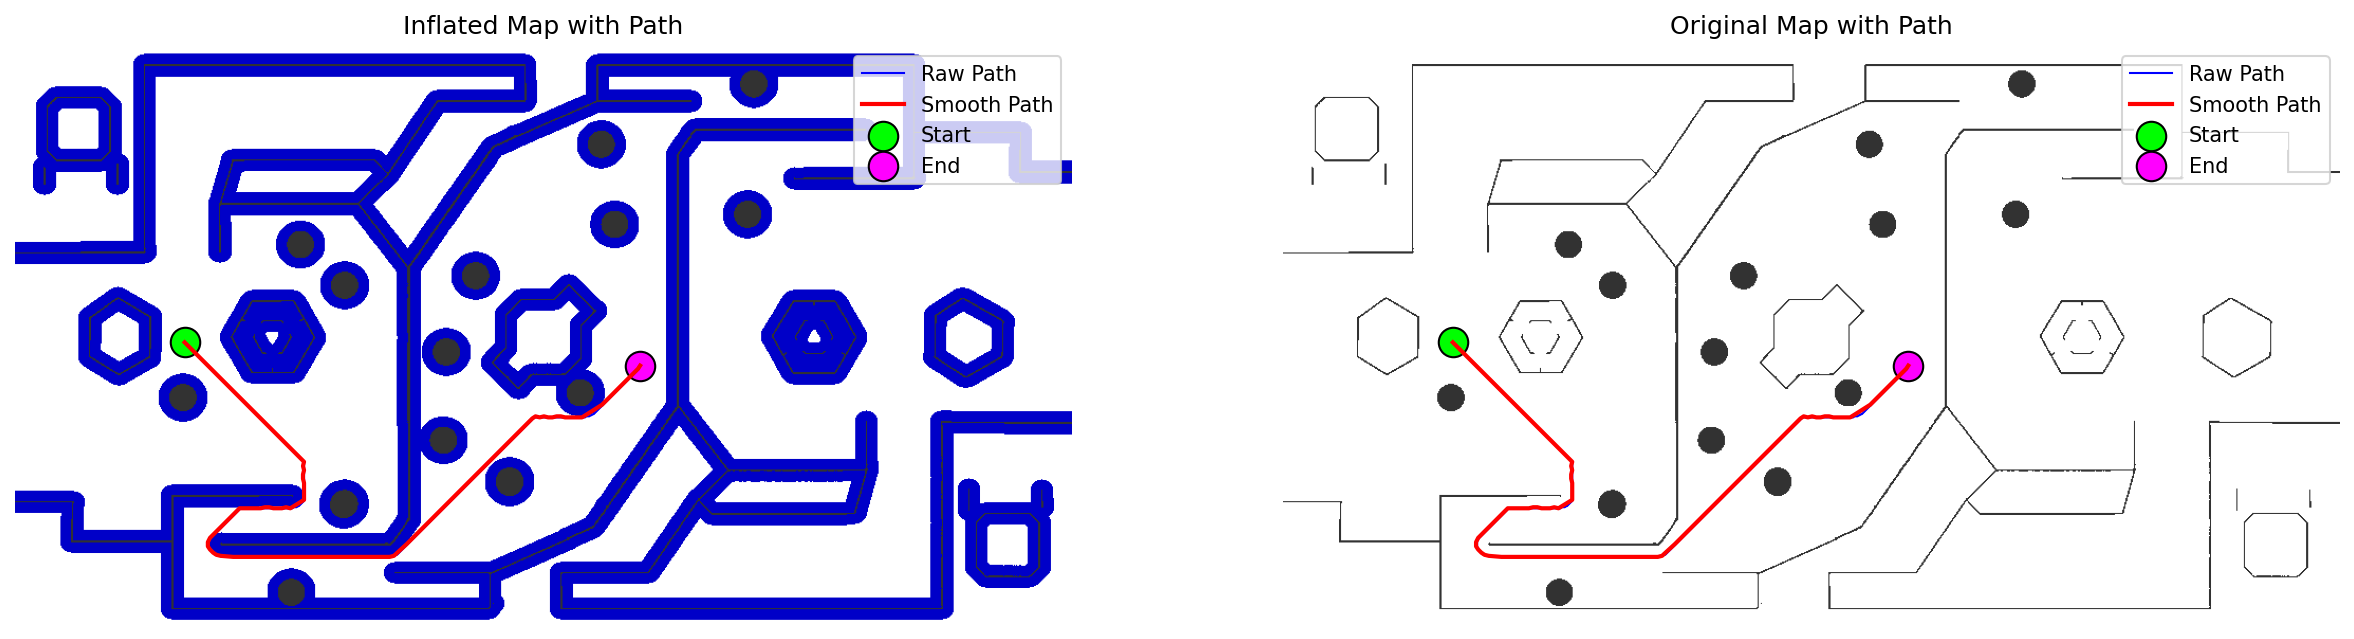 Inflated Map with Path
Raw Path
Smooth Path
Start
End
Original Map with Path
Raw Path
Smooth Path
Start
End